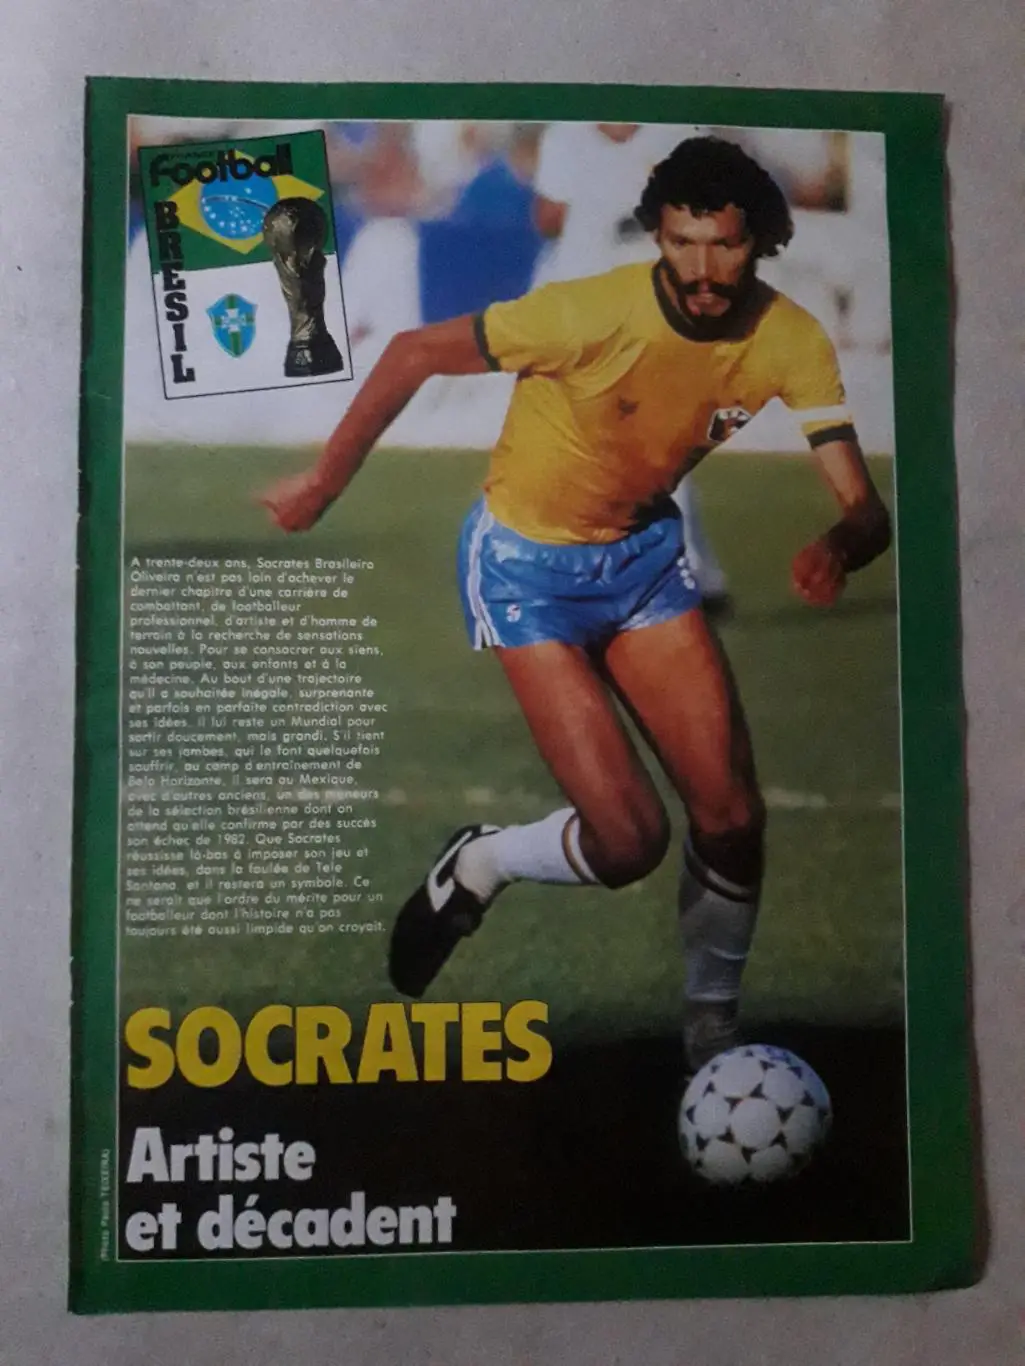 Football
BRESIL
A trente-deux ans, Socrates Brasileiro
Oliveira n'est pas loin d'achever le
dernier chapitre d'une carrière de
combattant, de footballeur
professionnel, d'artiste et d'homme de
terrain à la recherche de sensations
nouvelles. Pour se consacrer aux siens,
à son peuple, aux enfants et à la
médecine. Au bout d'une trajectoire
qu'il a souhaitée inégale, surprenante
et parfois en parfaite contradiction avec
ses idées, il lui reste un Mundial pour
sortir doucement, mais grandi. S'il tient
sur ses jambes, qui le font quelquefois
souffrir, au camp d'entraînement de
Belo Horizonte, il sera au Mexique,
avec d'autres anciens, un des meneurs
de la sélection brésilienne dont on
attend qu'elle confirme par des succès
son échec de 1982. Que Socrates
réussisse là-bas à imposer son jeu et
ses idées, dans la foulée de Tele
Santana, et il restera un symbole. Ce
ne serait que l'ordre du mérite pour un
footballeur dont l'histoire n'a pas
toujours été aussi limpide qu'on croyait.
SOCRATES
Artiste
et décadent
(Photo Paolo TEIXEIRA)